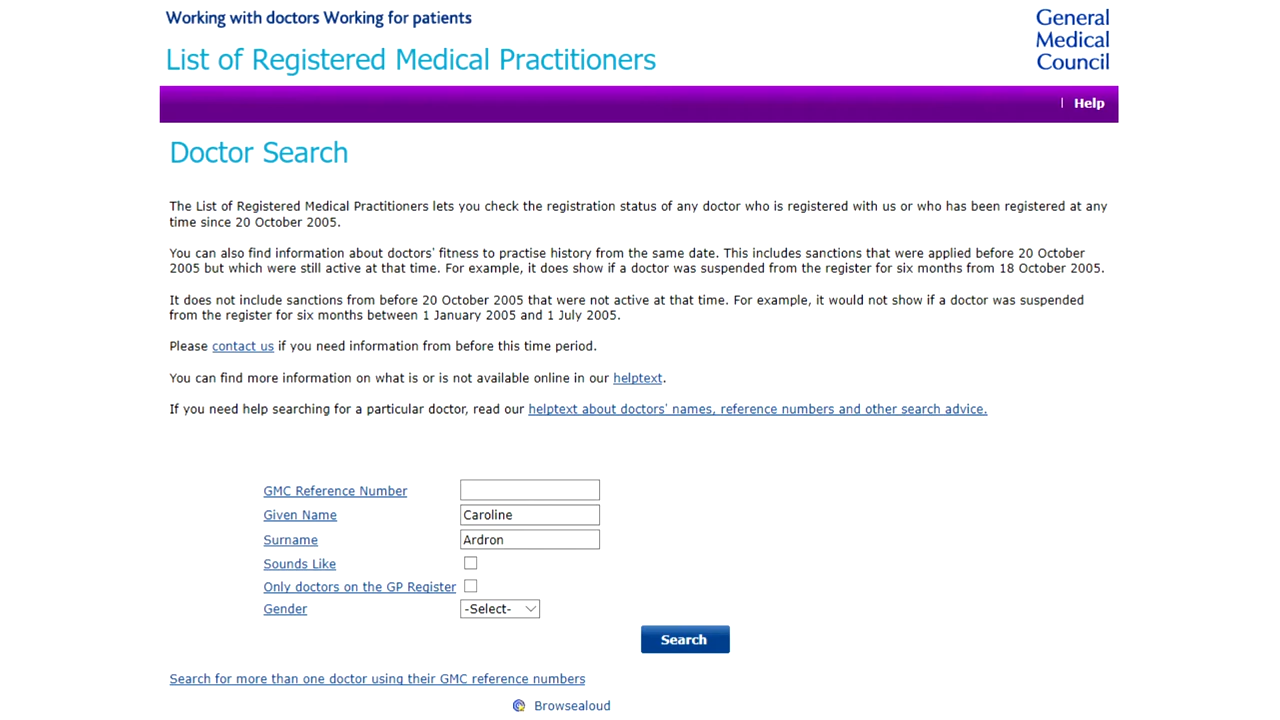 Working with doctors Working for patients
General
Medical
Council
List of Registered Medical Practitioners
Help
Doctor Search
The List of Registered Medical Practitioners lets you check the registration status of any doctor who is registered with us or who has been registered at any
time since 20 October 2005.
You can also find information about doctors' fitness to practise history from the same date. This includes sanctions that were applied before 20 October
2005 but which were still active at that time. For example, it does show if a doctor was suspended from the register for six months from 18 October 2005.
It does not include sanctions from before 20 October 2005 that were not active at that time. For example, it would not show if a doctor was suspended
from the register for six months between 1 January 2005 and 1 July 2005.
Please contact us if you need information from before this time period.
You can find more information on what is or is not available online in our helptext.
If you need help searching for a particular doctor, read our helptext about doctors' names, reference numbers and other search advice.
GMC Reference Number
Given Name Caroline
Surname Ardron
Sounds Like
Only doctors on the GP Register
Gender -Select-
Search
Search for more than one doctor using their GMC reference numbers
Browsealoud